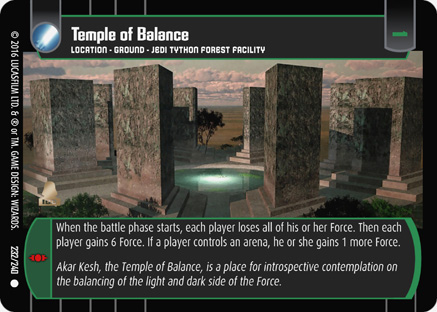 Temple of Balance
LOCATION - GROUND - JEDI TYTHON FOREST FACILITY
When the battle phase starts, each player loses all of his or her Force. Then each
player gains 6 Force. If a player controls an arena, he or she gains 1 more Force.
Akar Kesh, the Temple of Balance, is a place for introspective contemplation on
the balancing of the light and dark side of the Force.
© 2016 LUCASFILM LTD. & ® or TM. GAME DESIGN: WIZARDS.